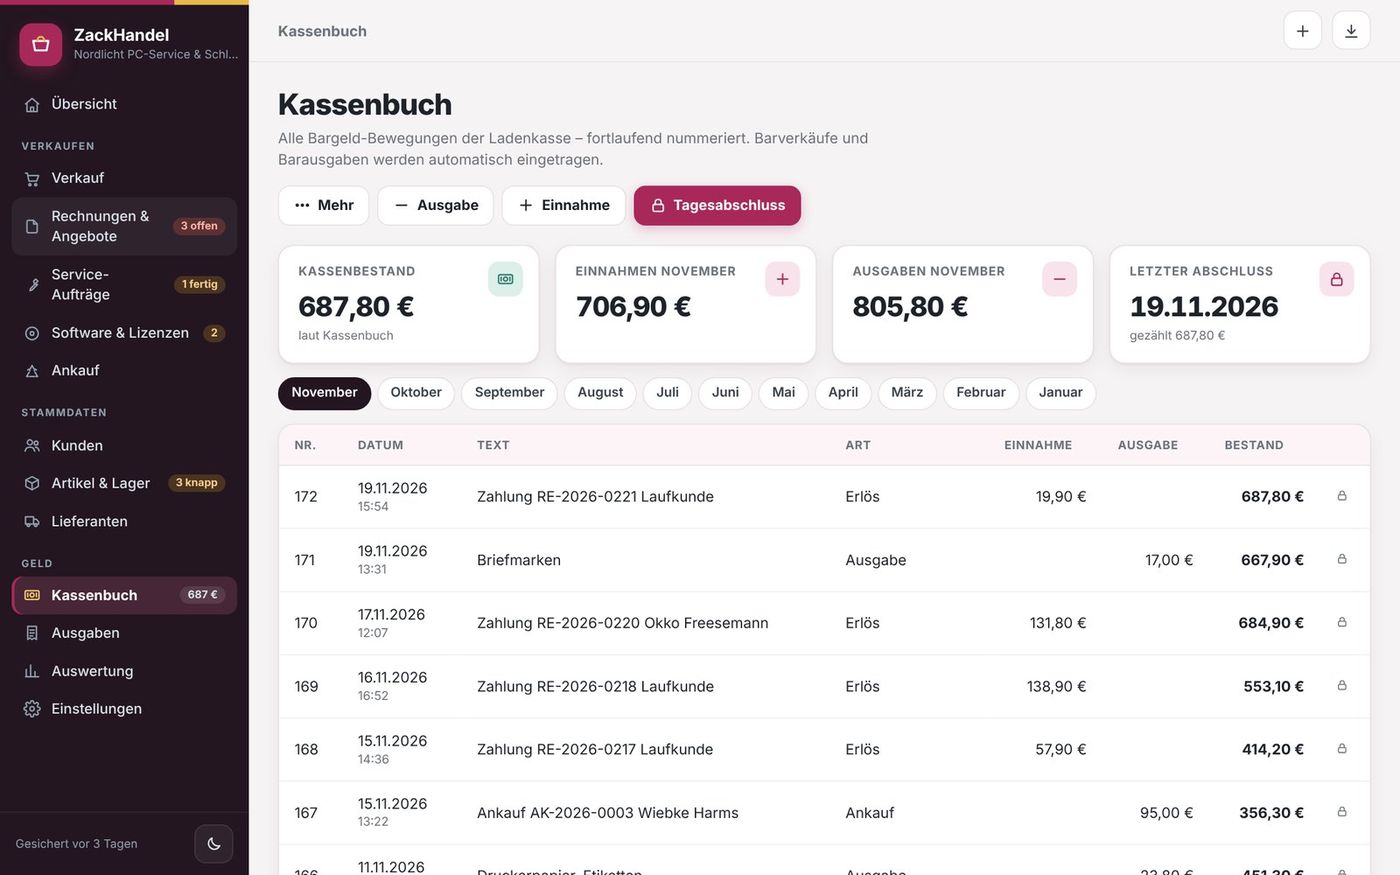 ZackHandel
Nordlicht PC-Service & Schl...
Übersicht
VERKAUFEN
Verkauf
Rechnungen &
Angebote
3 offen
Service-
Aufträge
1 fertig
Software & Lizenzen
2
Ankauf
STAMMDATEN
Kunden
Artikel & Lager
3 knapp
Lieferanten
GELD
Kassenbuch
687 €
Ausgaben
Auswertung
Einstellungen
Gesichert vor 3 Tagen
Kassenbuch
Kassenbuch
Alle Bargeld-Bewegungen der Ladenkasse – fortlaufend nummeriert. Barverkäufe und
Barausgaben werden automatisch eingetragen.
Mehr
Ausgabe
Einnahme
Tagesabschluss
KASSENBESTAND
687,80 €
laut Kassenbuch
EINNAHMEN NOVEMBER
706,90 €
AUSGABEN NOVEMBER
805,80 €
LETZTER ABSCHLUSS
19.11.2026
gezählt 687,80 €
November Oktober September August Juli Juni Mai April März Februar Januar
NR. DATUM TEXT ART EINNAHME AUSGABE BESTAND
172 19.11.2026 Zahlung RE-2026-0221 Laufkunde Erlös 19,90 € 687,80 €
15:54
171 19.11.2026 Briefmarken Ausgabe 17,00 € 667,90 €
13:31
170 17.11.2026 Zahlung RE-2026-0220 Okko Freesemann Erlös 131,80 € 684,90 €
12:07
169 16.11.2026 Zahlung RE-2026-0218 Laufkunde Erlös 138,90 € 553,10 €
16:52
168 15.11.2026 Zahlung RE-2026-0217 Laufkunde Erlös 57,90 € 414,20 €
14:36
167 15.11.2026 Ankauf AK-2026-0003 Wiebke Harms Ankauf 95,00 € 356,30 €
13:22
166 11.11.2026 Druckerpapier, Etiketten Ausgabe 23,80 € 451,30 €